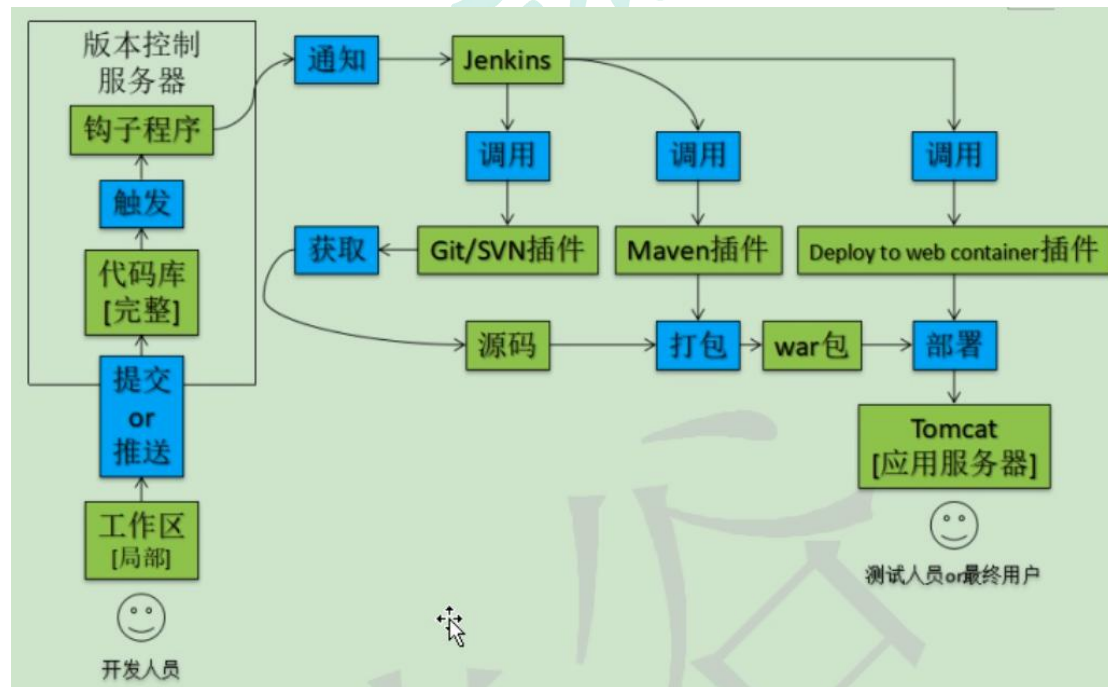 版本控制
服务器
钩子程序
触发
代码库
[完整]
提交
or
推送
工作区
[局部]
开发人员
通知
Jenkins
调用
调用
调用
获取
Git/SVN插件
Maven插件
Deploy to web container插件
源码
打包
war包
部署
Tomcat
[应用服务器]
测试人员or最终用户